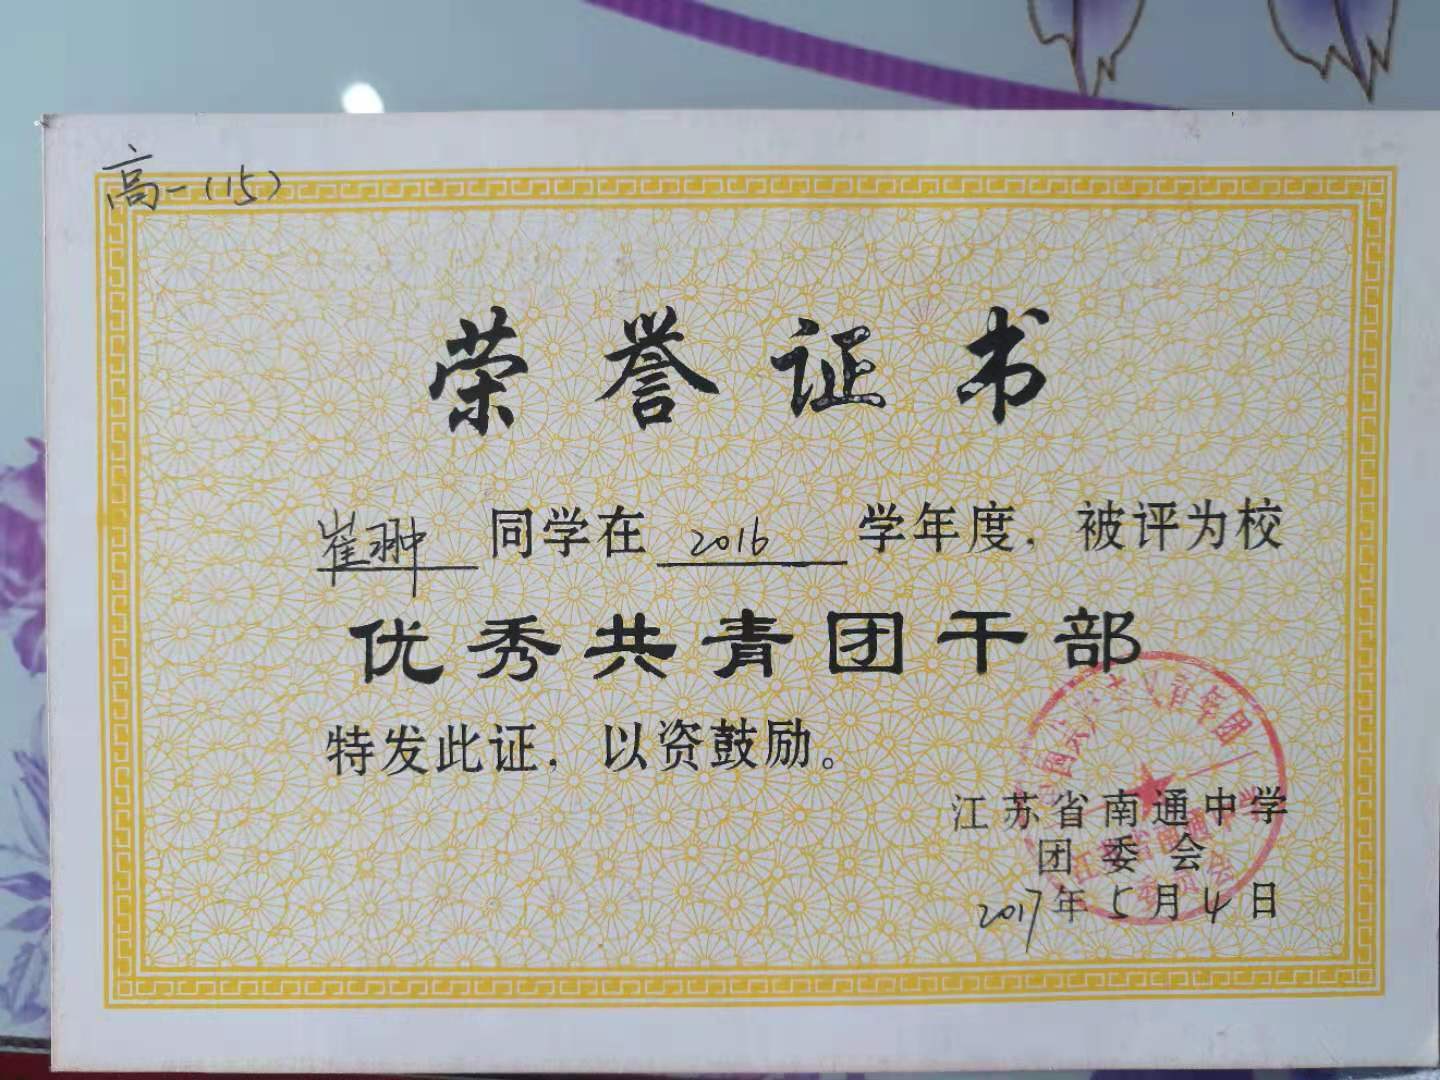 高一(15)
荣誉证书
崔翀 同学在 2016 学年度，被评为校
优秀共青团干部
特发此证，以资鼓励。
江苏省南通中学
团委会
2017年5月4日